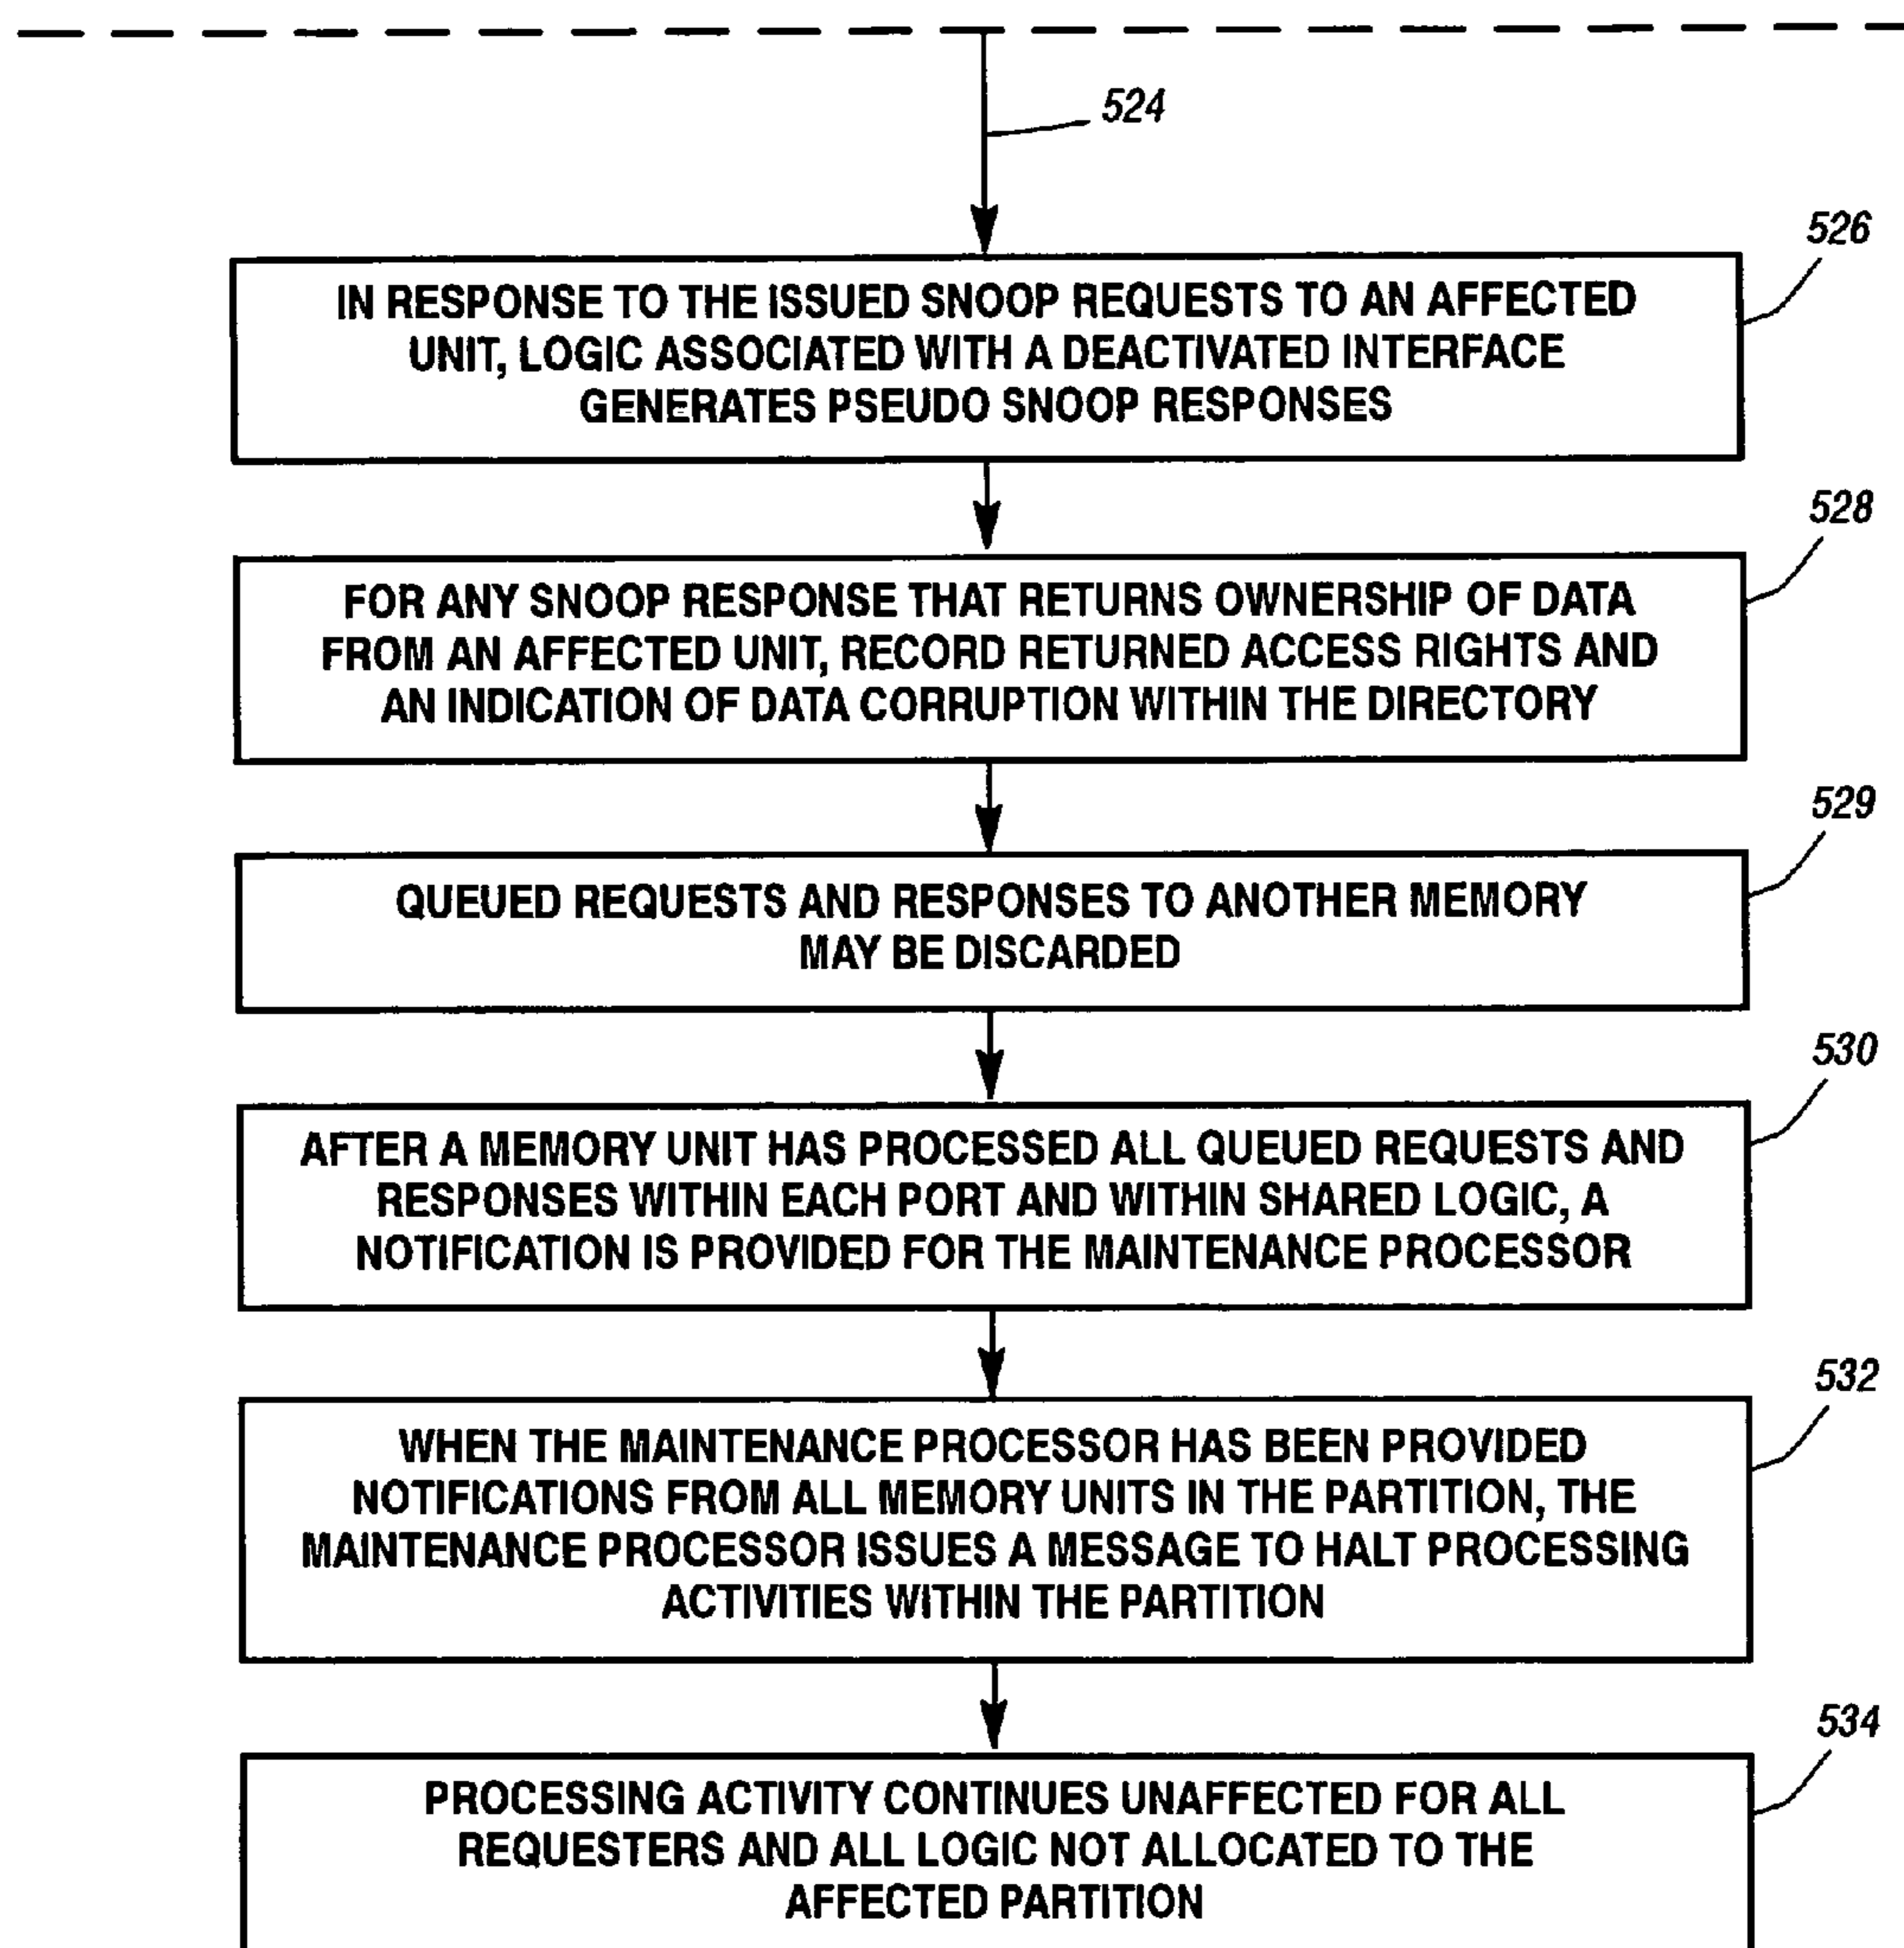 524
526
IN RESPONSE TO THE ISSUED SNOOP REQUESTS TO AN AFFECTED
UNIT, LOGIC ASSOCIATED WITH A DEACTIVATED INTERFACE
GENERATES PSEUDO SNOOP RESPONSES
528
FOR ANY SNOOP RESPONSE THAT RETURNS OWNERSHIP OF DATA
FROM AN AFFECTED UNIT, RECORD RETURNED ACCESS RIGHTS AND
AN INDICATION OF DATA CORRUPTION WITHIN THE DIRECTORY
529
QUEUED REQUESTS AND RESPONSES TO ANOTHER MEMORY
MAY BE DISCARDED
530
AFTER A MEMORY UNIT HAS PROCESSED ALL QUEUED REQUESTS AND
RESPONSES WITHIN EACH PORT AND WITHIN SHARED LOGIC, A
NOTIFICATION IS PROVIDED FOR THE MAINTENANCE PROCESSOR
532
WHEN THE MAINTENANCE PROCESSOR HAS BEEN PROVIDED
NOTIFICATIONS FROM ALL MEMORY UNITS IN THE PARTITION, THE
MAINTENANCE PROCESSOR ISSUES A MESSAGE TO HALT PROCESSING
ACTIVITIES WITHIN THE PARTITION
534
PROCESSING ACTIVITY CONTINUES UNAFFECTED FOR ALL
REQUESTERS AND ALL LOGIC NOT ALLOCATED TO THE
AFFECTED PARTITION